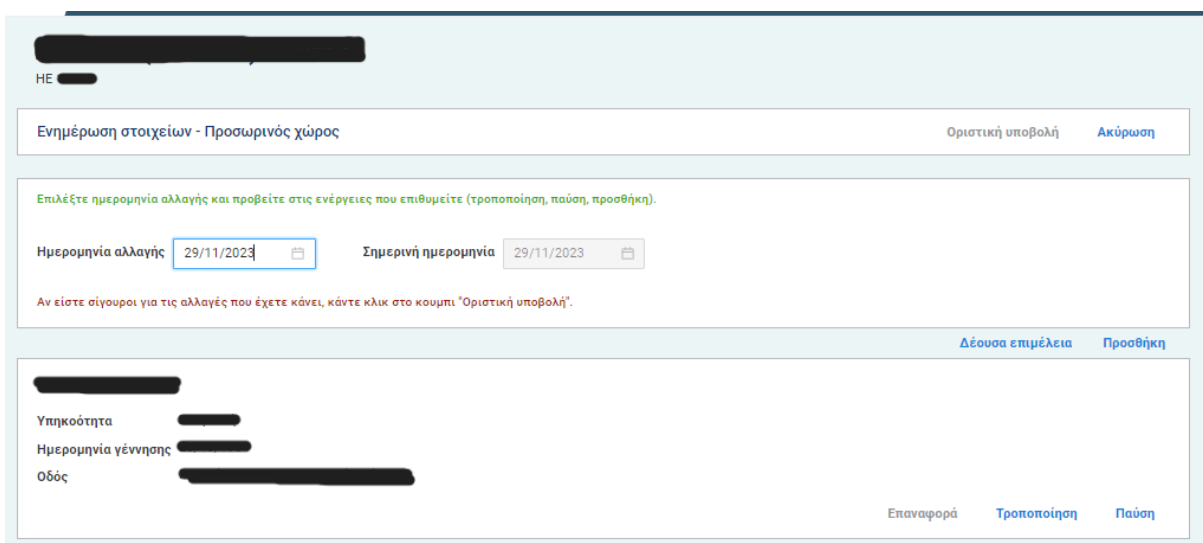 ΗΕ
Ενημέρωση στοιχείων - Προσωρινός χώρος Οριστική υποβολή Ακύρωση
Επιλέξτε ημερομηνία αλλαγής και προβείτε στις ενέργειες που επιθυμείτε (τροποποίηση, παύση, προσθήκη).
Ημερομηνία αλλαγής 29/11/2023 Σημερινή ημερομηνία 29/11/2023
Αν είστε σίγουροι για τις αλλαγές που έχετε κάνει, κάντε κλικ στο κουμπι "Οριστική υποβολή".
Δέουσα επιμέλεια Προσθήκη
Υπηκοότητα
Ημερομηνία γέννησης
Οδός
Επαναφορά Τροποποίηση Παύση